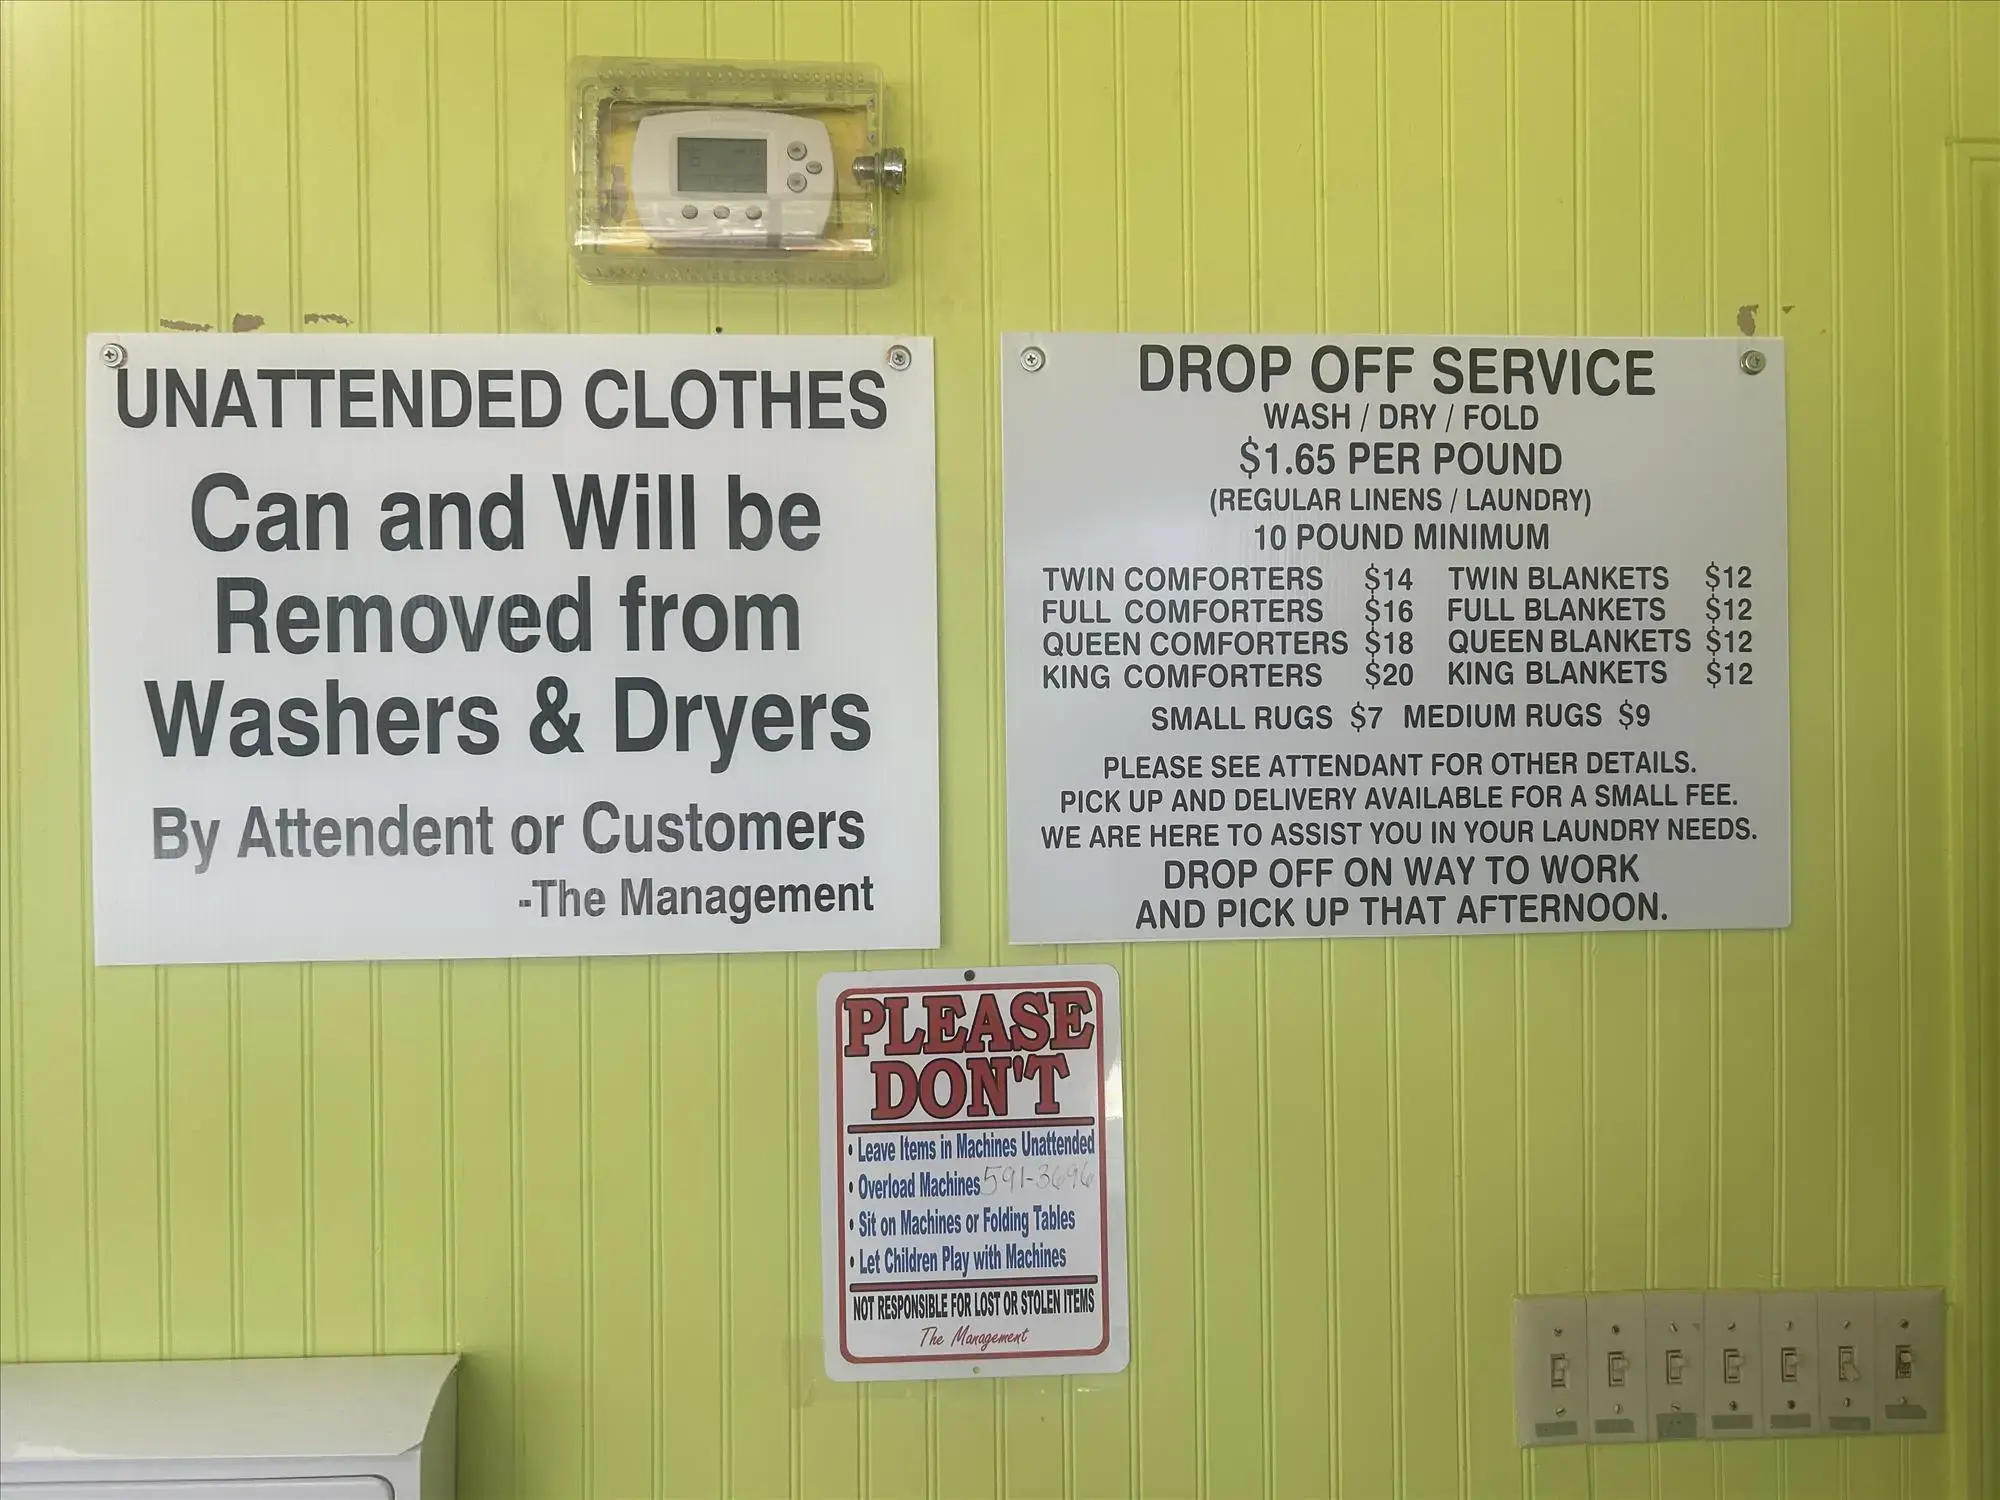 UNATTENDED CLOTHES
Can and Will be
Removed from
Washers & Dryers
By Attendent or Customers
-The Management
DROP OFF SERVICE
WASH / DRY / FOLD
$1.65 PER POUND
(REGULAR LINENS / LAUNDRY)
10 POUND MINIMUM
TWIN COMFORTERS $14 TWIN BLANKETS $12
FULL COMFORTERS $16 FULL BLANKETS $12
QUEEN COMFORTERS $18 QUEEN BLANKETS $12
KING COMFORTERS $20 KING BLANKETS $12
SMALL RUGS $7 MEDIUM RUGS $9
PLEASE SEE ATTENDANT FOR OTHER DETAILS.
PICK UP AND DELIVERY AVAILABLE FOR A SMALL FEE.
WE ARE HERE TO ASSIST YOU IN YOUR LAUNDRY NEEDS.
DROP OFF ON WAY TO WORK
AND PICK UP THAT AFTERNOON.
PLEASE
DON'T
• Leave Items in Machines Unattended
• Overload Machines 591-3696
• Sit on Machines or Folding Tables
• Let Children Play with Machines
NOT RESPONSIBLE FOR LOST OR STOLEN ITEMS
The Management